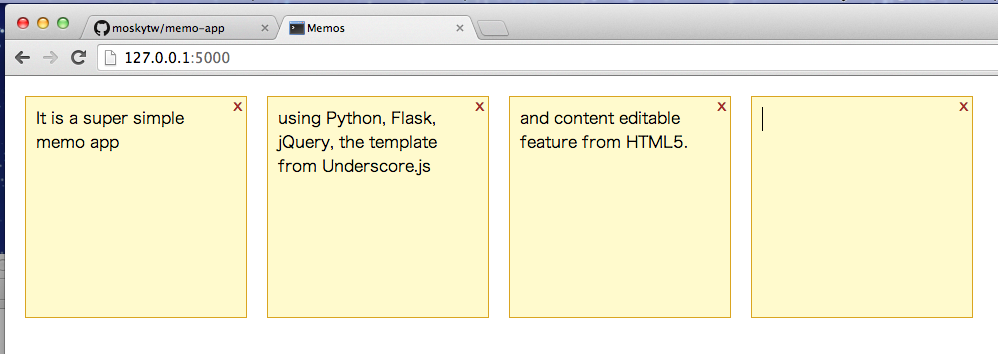 moskytw/memo-app
Memos
127.0.0.1:5000
x
It is a super simple
memo app
x
using Python, Flask,
jQuery, the template
from Underscore.js
x
and content editable
feature from HTML5.
x